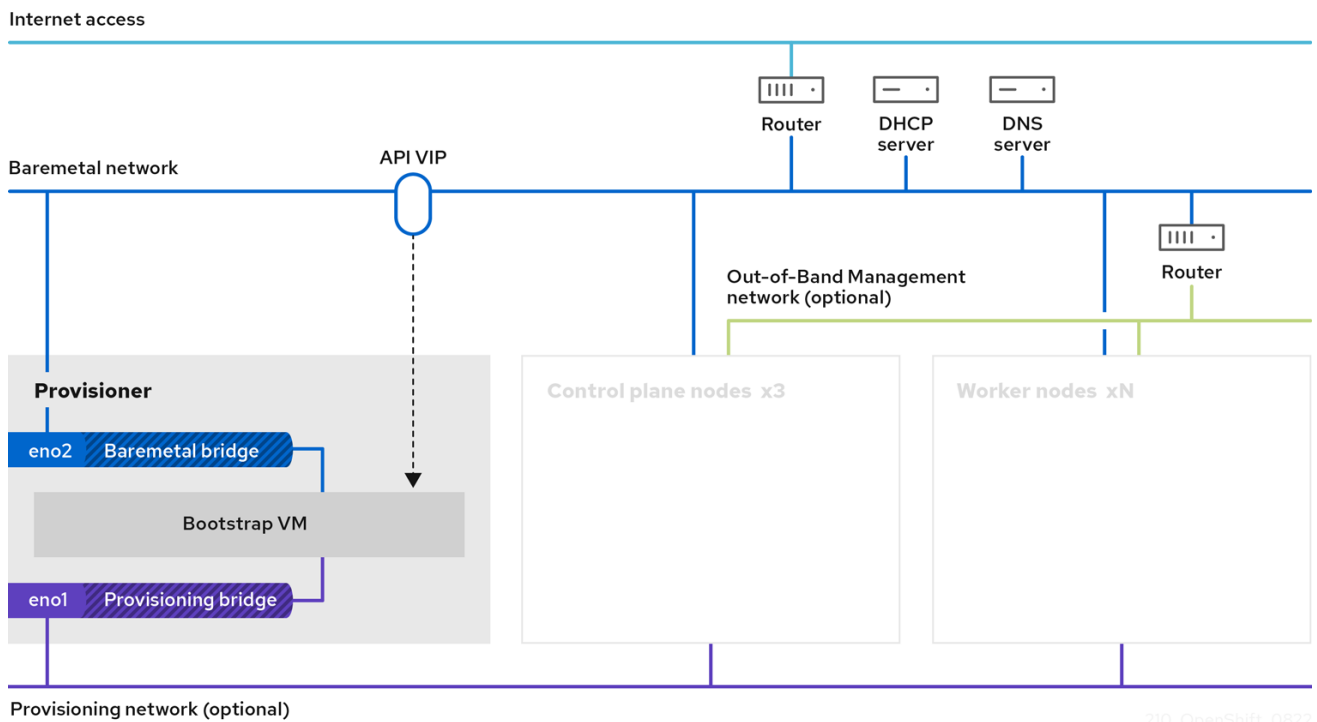 Internet access
Router
DHCP
server
DNS
server
API VIP
Baremetal network
Router
Out-of-Band Management
network (optional)
Provisioner
Control plane nodes x3
Worker nodes xN
eno2
Baremetal bridge
Bootstrap VM
eno1
Provisioning bridge
Provisioning network (optional)
210_OpenShift_0822